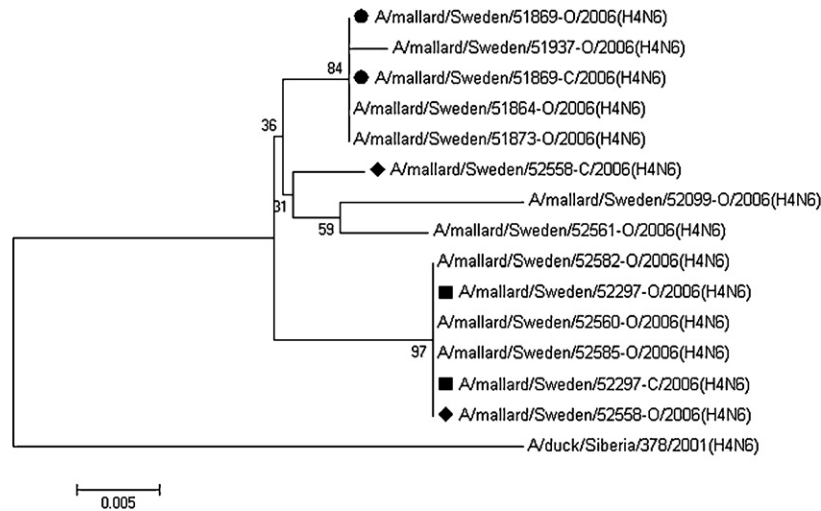 A/mallard/Sweden/51869-O/2006(H4N6)
A/mallard/Sweden/51937-O/2006(H4N6)
84
A/mallard/Sweden/51869-C/2006(H4N6)
A/mallard/Sweden/51864-O/2006(H4N6)
36
A/mallard/Sweden/51873-O/2006(H4N6)
A/mallard/Sweden/52558-C/2006(H4N6)
31
A/mallard/Sweden/52099-O/2006(H4N6)
59
A/mallard/Sweden/52561-O/2006(H4N6)
A/mallard/Sweden/52582-O/2006(H4N6)
A/mallard/Sweden/52297-O/2006(H4N6)
A/mallard/Sweden/52560-O/2006(H4N6)
97
A/mallard/Sweden/52585-O/2006(H4N6)
A/mallard/Sweden/52297-C/2006(H4N6)
A/mallard/Sweden/52558-O/2006(H4N6)
A/duck/Siberia/378/2001(H4N6)
0.005